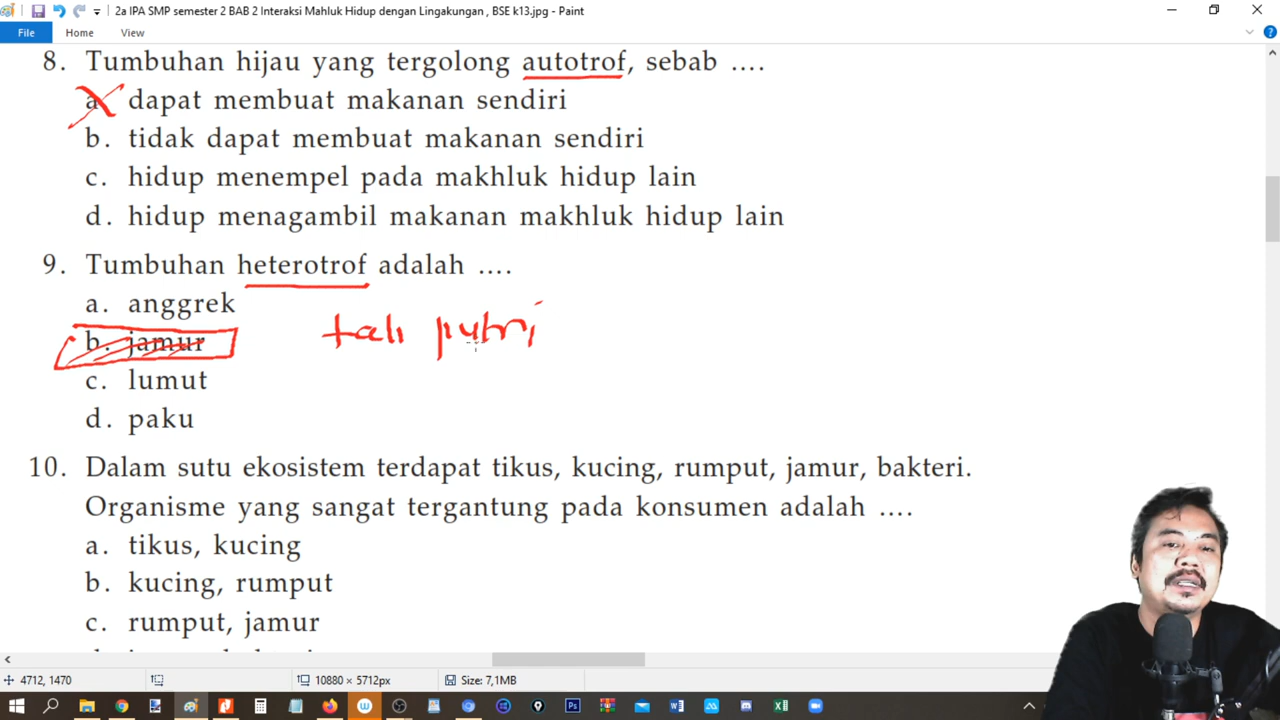 2a IPA SMP semester 2 BAB 2 Interaksi Mahluk Hidup dengan Lingakungan , BSE k13.jpg - Paint
File Home View
8. Tumbuhan hijau yang tergolong autotrof, sebab ....
a. dapat membuat makanan sendiri
b. tidak dapat membuat makanan sendiri
c. hidup menempel pada makhluk hidup lain
d. hidup menagambil makanan makhluk hidup lain
9. Tumbuhan heterotrof adalah ....
a. anggrek
b. jamur
tali putri
c. lumut
d. paku
10. Dalam sutu ekosistem terdapat tikus, kucing, rumput, jamur, bakteri.
Organisme yang sangat tergantung pada konsumen adalah ....
a. tikus, kucing
b. kucing, rumput
c. rumput, jamur
4712, 1470 10880 × 5712px Size: 7,1MB